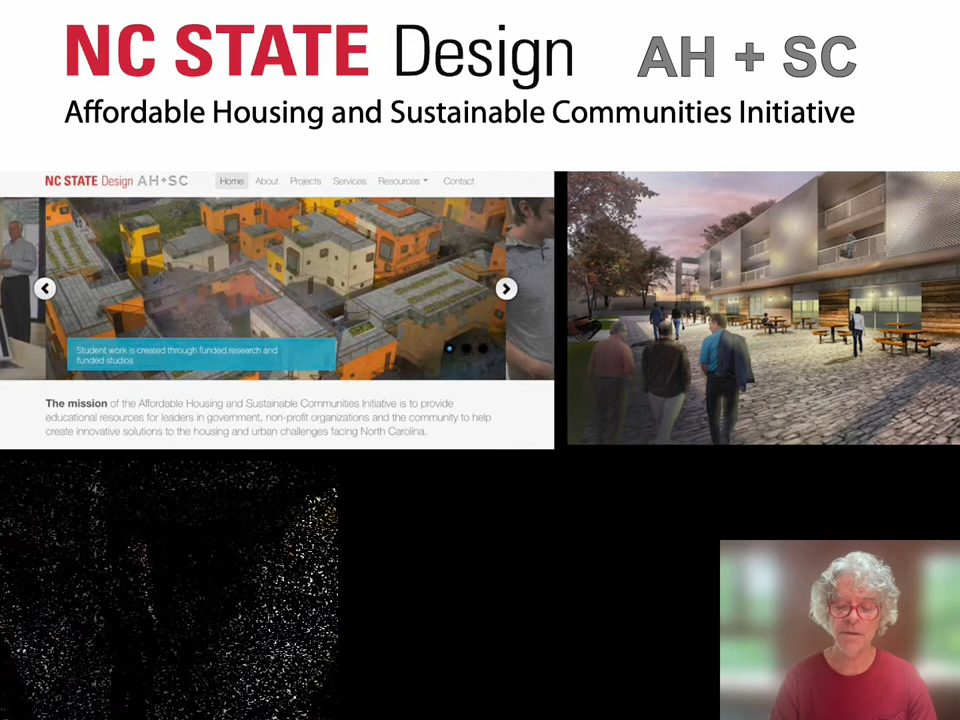 NC STATE Design AH + SC
Affordable Housing and Sustainable Communities Initiative
NC STATE Design AH+SC Home About Projects Services Resources Contact
Student work is created through funded research and
funded studios
The mission of the Affordable Housing and Sustainable Communities Initiative is to provide
educational resources for leaders in government, non-profit organizations and the community to help
create innovative solutions to the housing and urban challenges facing North Carolina.